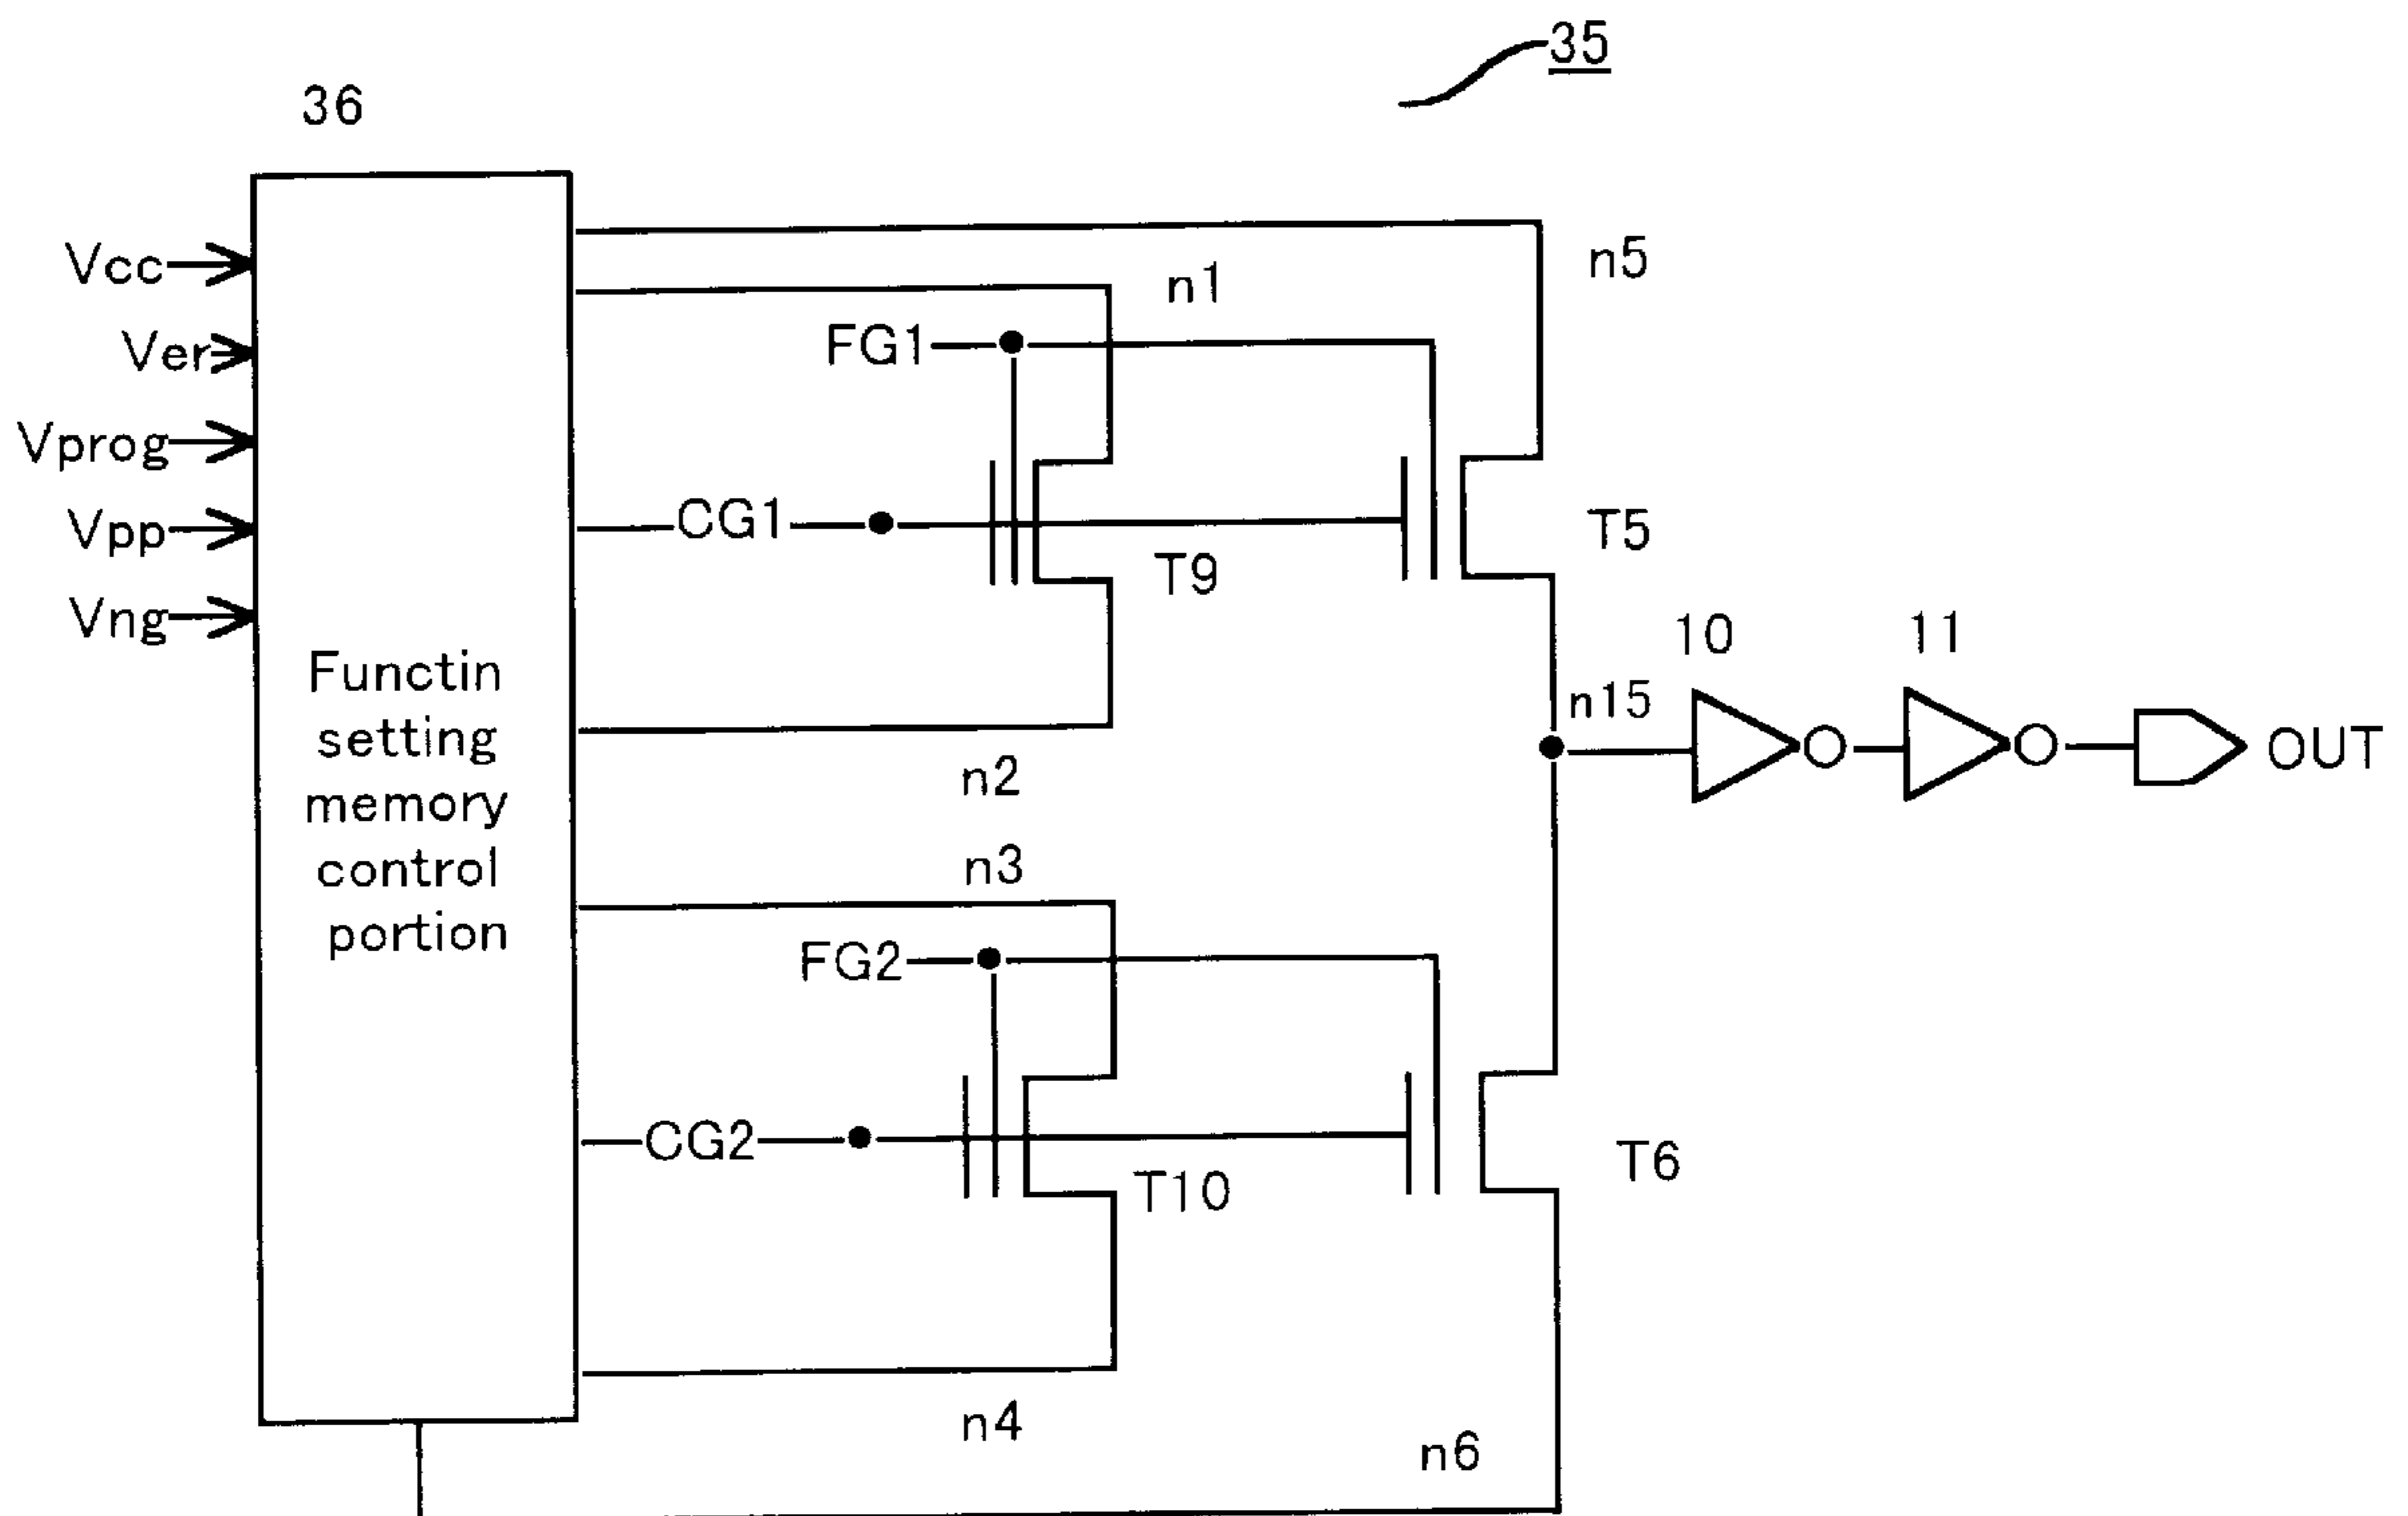 35
36
Vcc
Ver
Vprog
Vpp
Vng
Functin
setting
memory
control
portion
n5
n1
FG1
CG1
T9
T5
n2
10
11
n15
OUT
n3
FG2
CG2
T10
T6
n4
n6